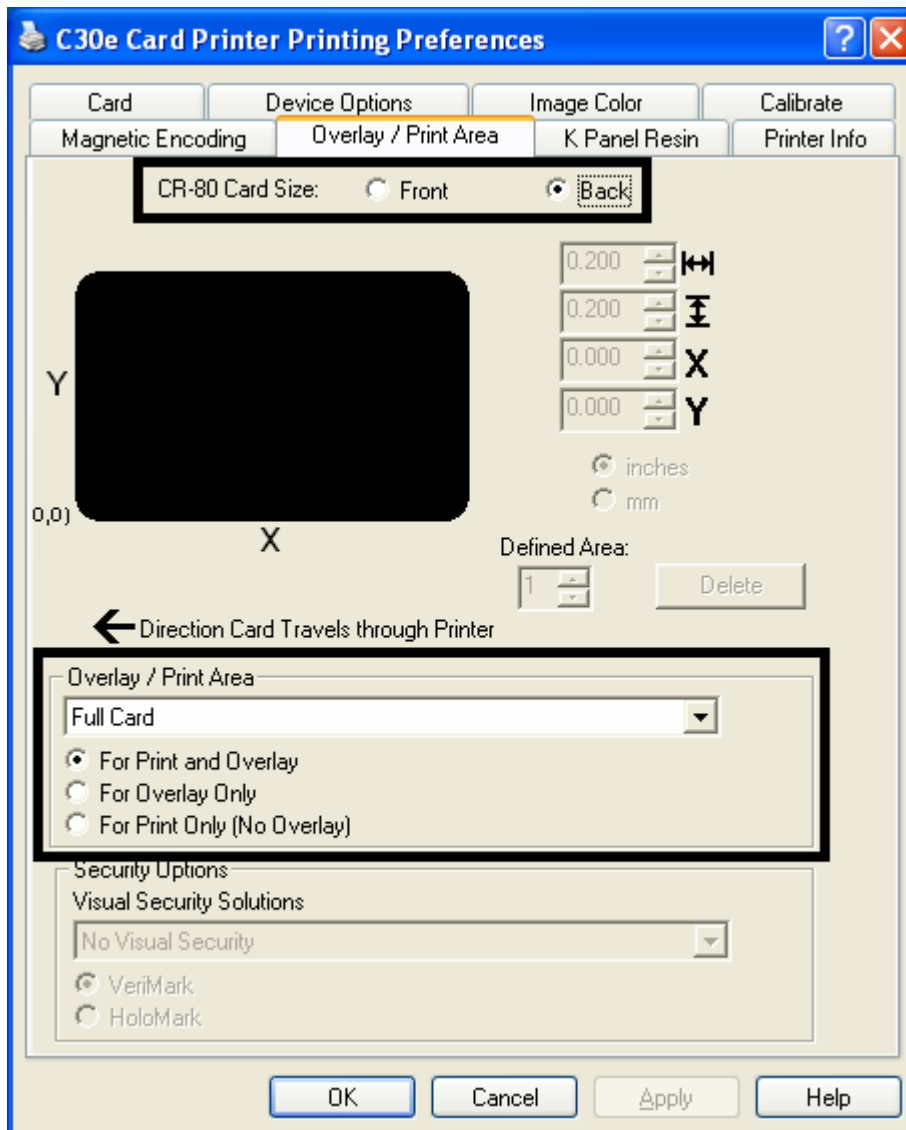 C30e Card Printer Printing Preferences
Card Device Options Image Color Calibrate
Magnetic Encoding Overlay / Print Area K Panel Resin Printer Info
CR-80 Card Size: Front Back
0.200
0.200
0.000 X
0.000 Y
Y
inches
mm
0,0)
X
Defined Area:
1 Delete
Direction Card Travels through Printer
Overlay / Print Area
Full Card
For Print and Overlay
For Overlay Only
For Print Only (No Overlay)
Security Options
Visual Security Solutions
No Visual Security
VeriMark
HoloMark
OK Cancel Apply Help